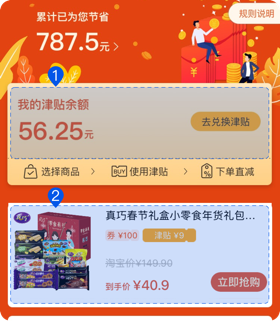 累计已为您节省
规则说明
787.5元
1
我的津贴余额
56.25元
去兑换津贴
选择商品
使用津贴
下单直减
2
真巧
真巧春节礼盒小零食年货礼包...
券 ¥100 津贴 ¥9
淘宝价¥149.90
到手价 ¥40.9
立即抢购